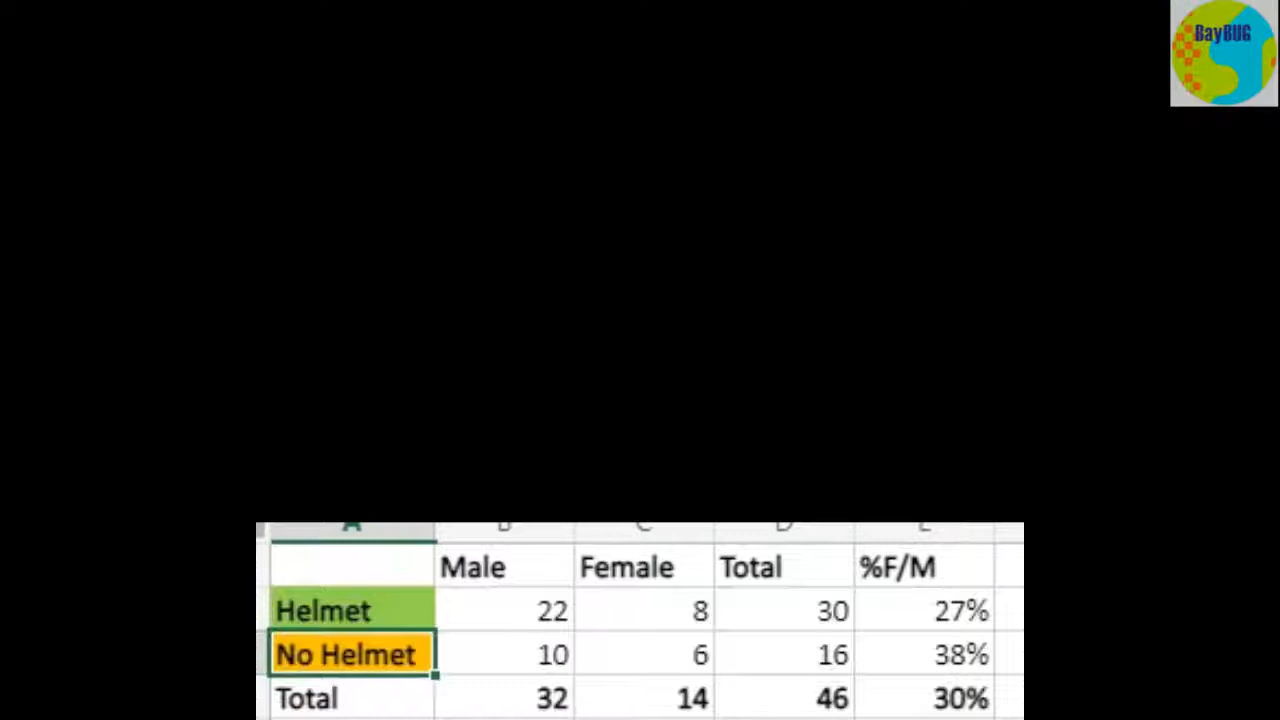 BayBUG
A B C D E
Male Female Total %F/M
Helmet 22 8 30 27%
No Helmet 10 6 16 38%
Total 32 14 46 30%